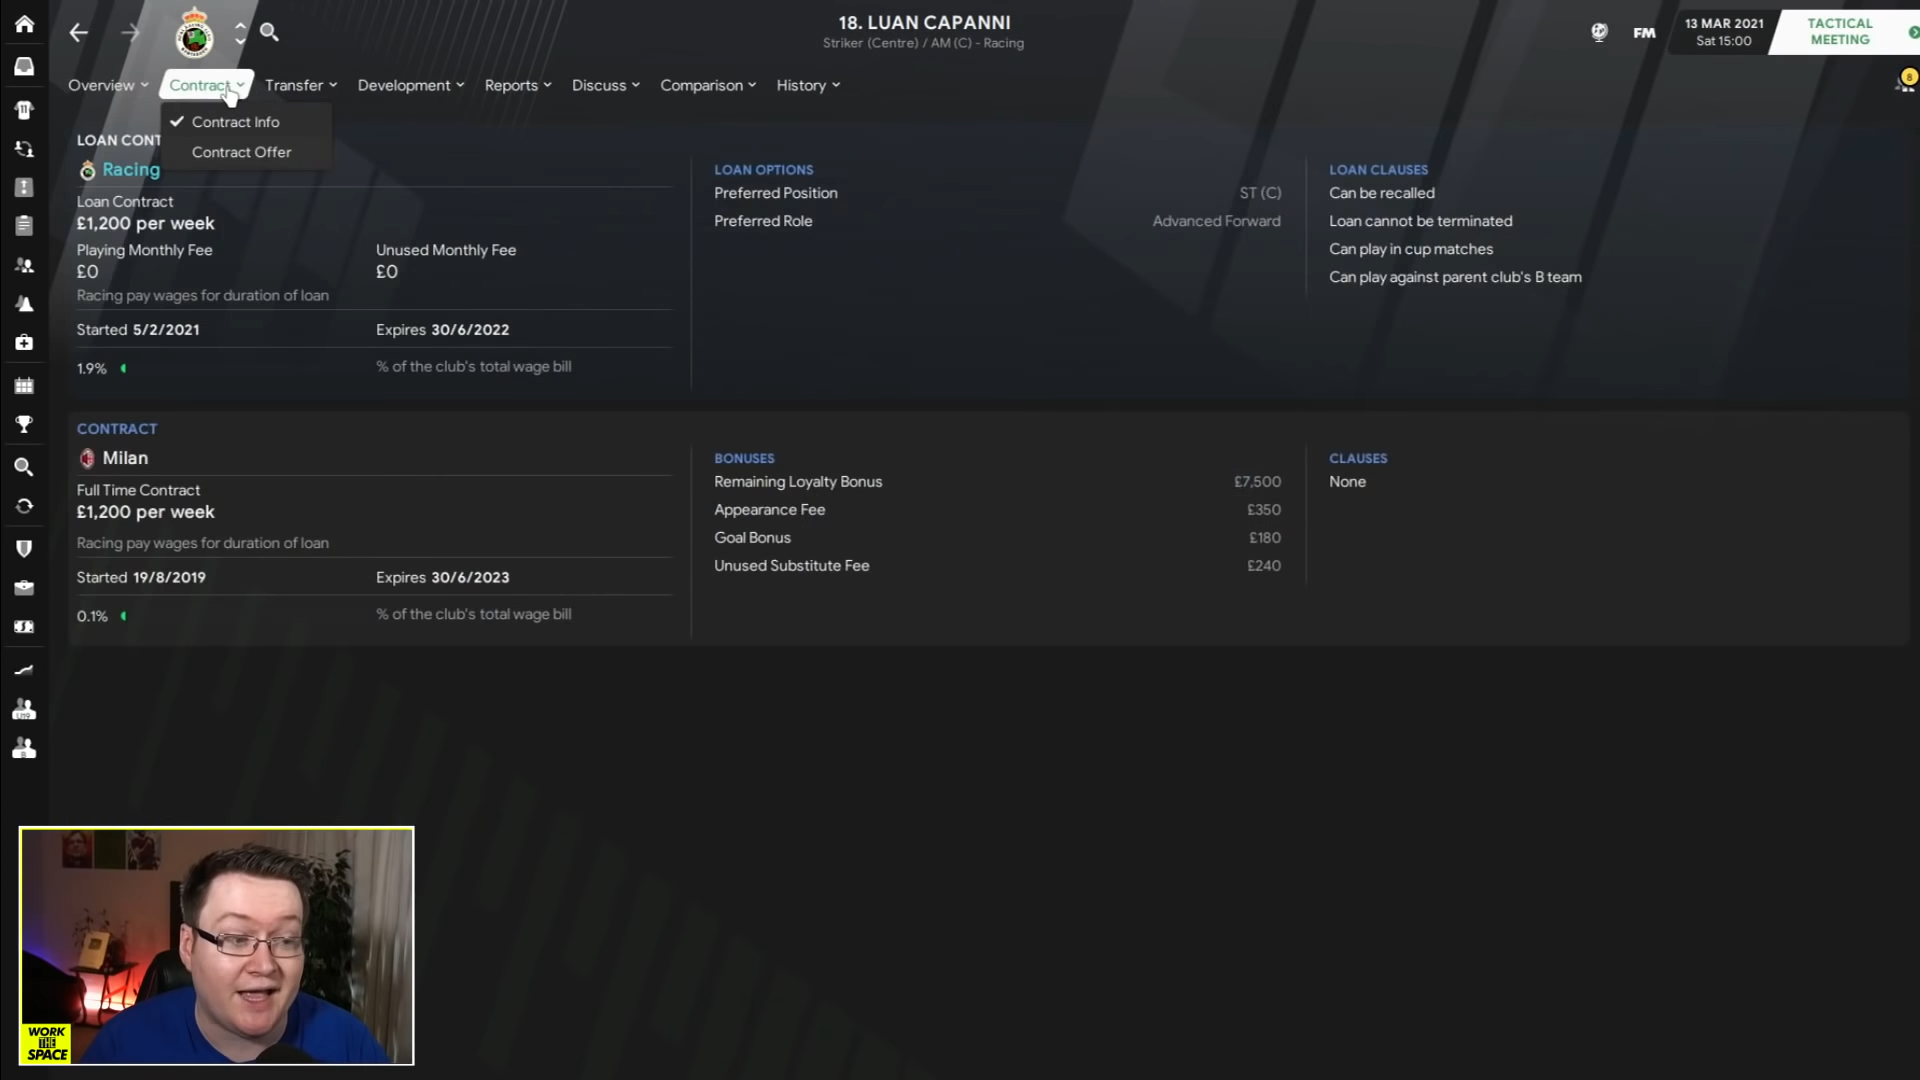 18. LUAN CAPANNI
Striker (Centre) / AM (C) - Racing
FM
13 MAR 2021
Sat 15:00
TACTICAL
MEETING
8
Overview
Contract
Transfer
Development
Reports
Discuss
Comparison
History
Contract Info
Contract Offer
LOAN CONT
Racing
Loan Contract
£1,200 per week
Playing Monthly Fee
Unused Monthly Fee
£0
£0
Racing pay wages for duration of loan
Started 5/2/2021
Expires 30/6/2022
1.9%
% of the club's total wage bill
LOAN OPTIONS
Preferred Position
ST (C)
Preferred Role
Advanced Forward
LOAN CLAUSES
Can be recalled
Loan cannot be terminated
Can play in cup matches
Can play against parent club's B team
CONTRACT
Milan
Full Time Contract
£1,200 per week
Racing pay wages for duration of loan
Started 19/8/2019
Expires 30/6/2023
0.1%
% of the club's total wage bill
BONUSES
Remaining Loyalty Bonus
£7,500
Appearance Fee
£350
Goal Bonus
£180
Unused Substitute Fee
£240
CLAUSES
None
11
U19
B
WORK
THE
SPACE